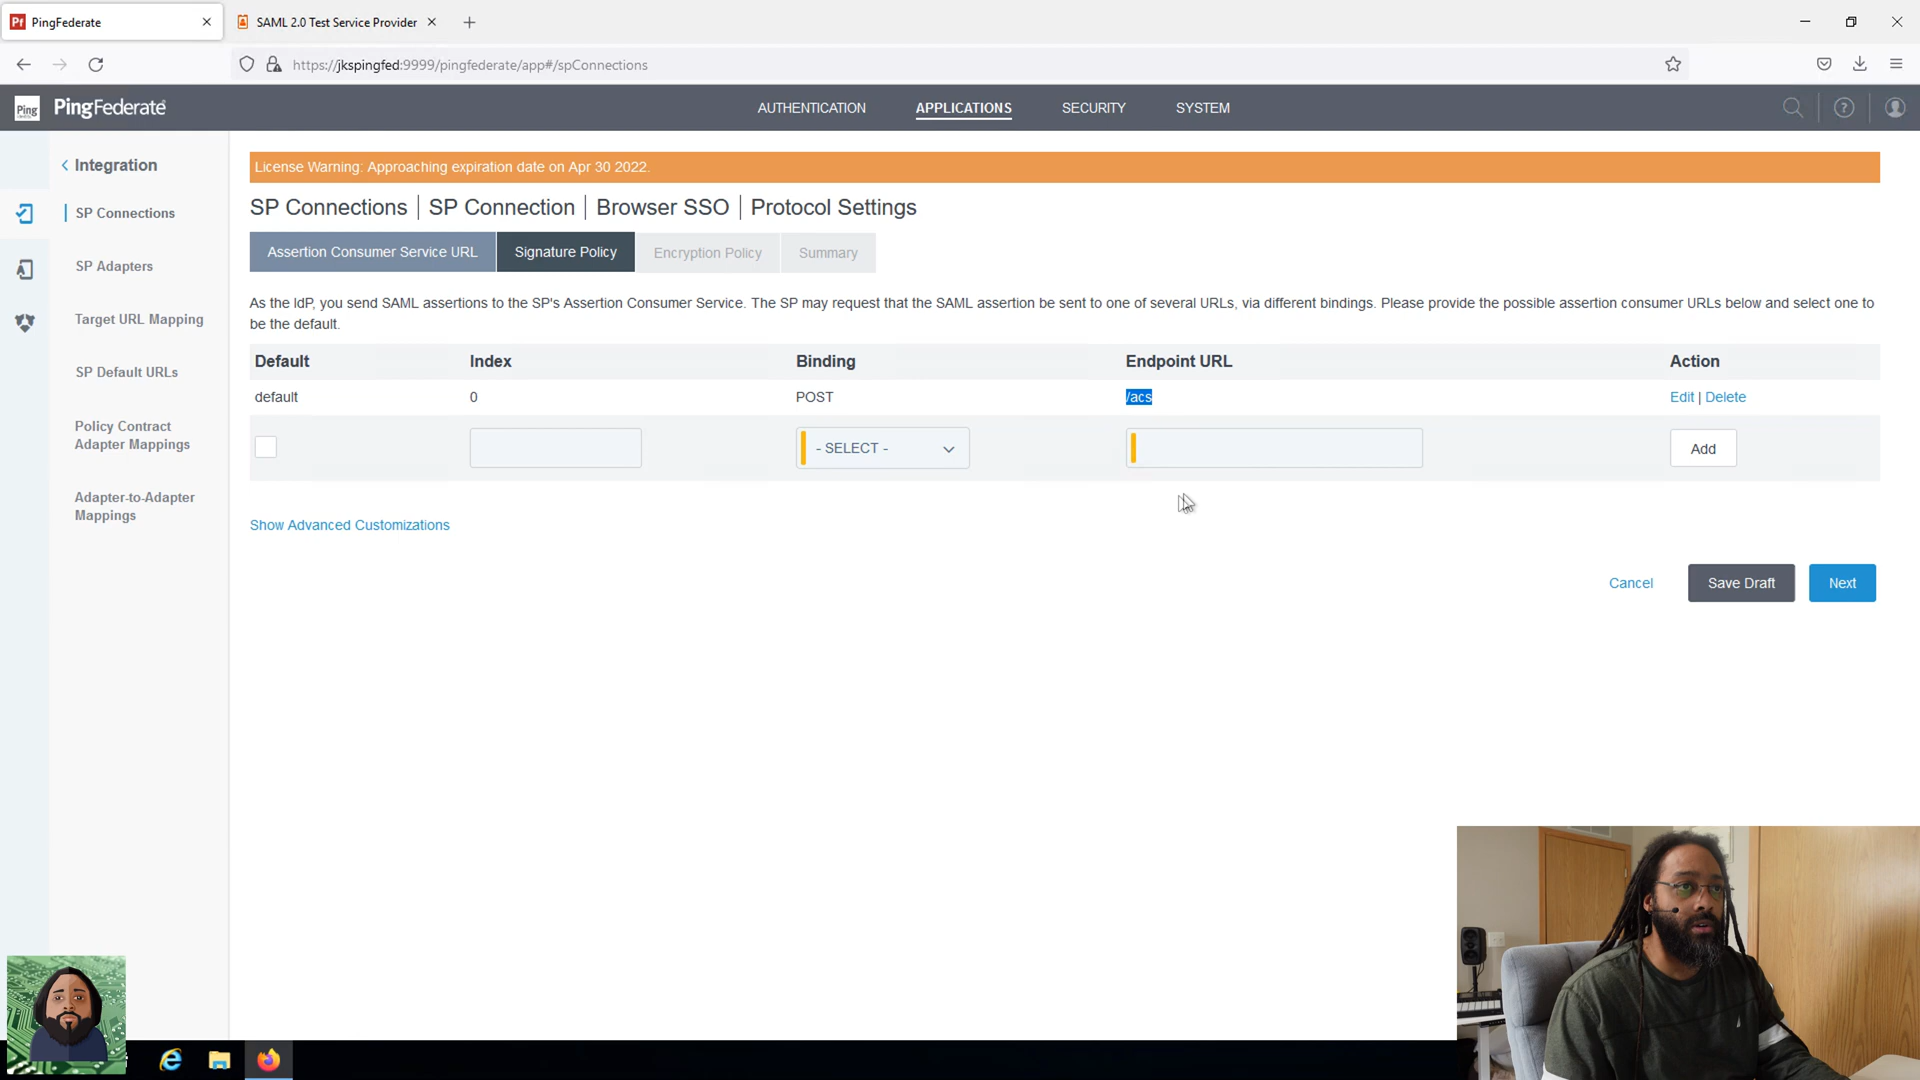 PingFederate
SAML 2.0 Test Service Provider
https://jkspingfed:9999/pingfederate/app#/spConnections
Ping
PingFederate
AUTHENTICATION
APPLICATIONS
SECURITY
SYSTEM
Integration
SP Connections
SP Adapters
Target URL Mapping
SP Default URLs
Policy Contract
Adapter Mappings
Adapter-to-Adapter
Mappings
License Warning: Approaching expiration date on Apr 30 2022.
SP Connections | SP Connection | Browser SSO | Protocol Settings
Assertion Consumer Service URL
Signature Policy
Encryption Policy
Summary
As the IdP, you send SAML assertions to the SP's Assertion Consumer Service. The SP may request that the SAML assertion be sent to one of several URLs, via different bindings. Please provide the possible assertion consumer URLs below and select one to
be the default.
Default Index Binding Endpoint URL Action
default 0 POST /acs Edit | Delete
- SELECT -
Add
Show Advanced Customizations
Cancel
Save Draft
Next